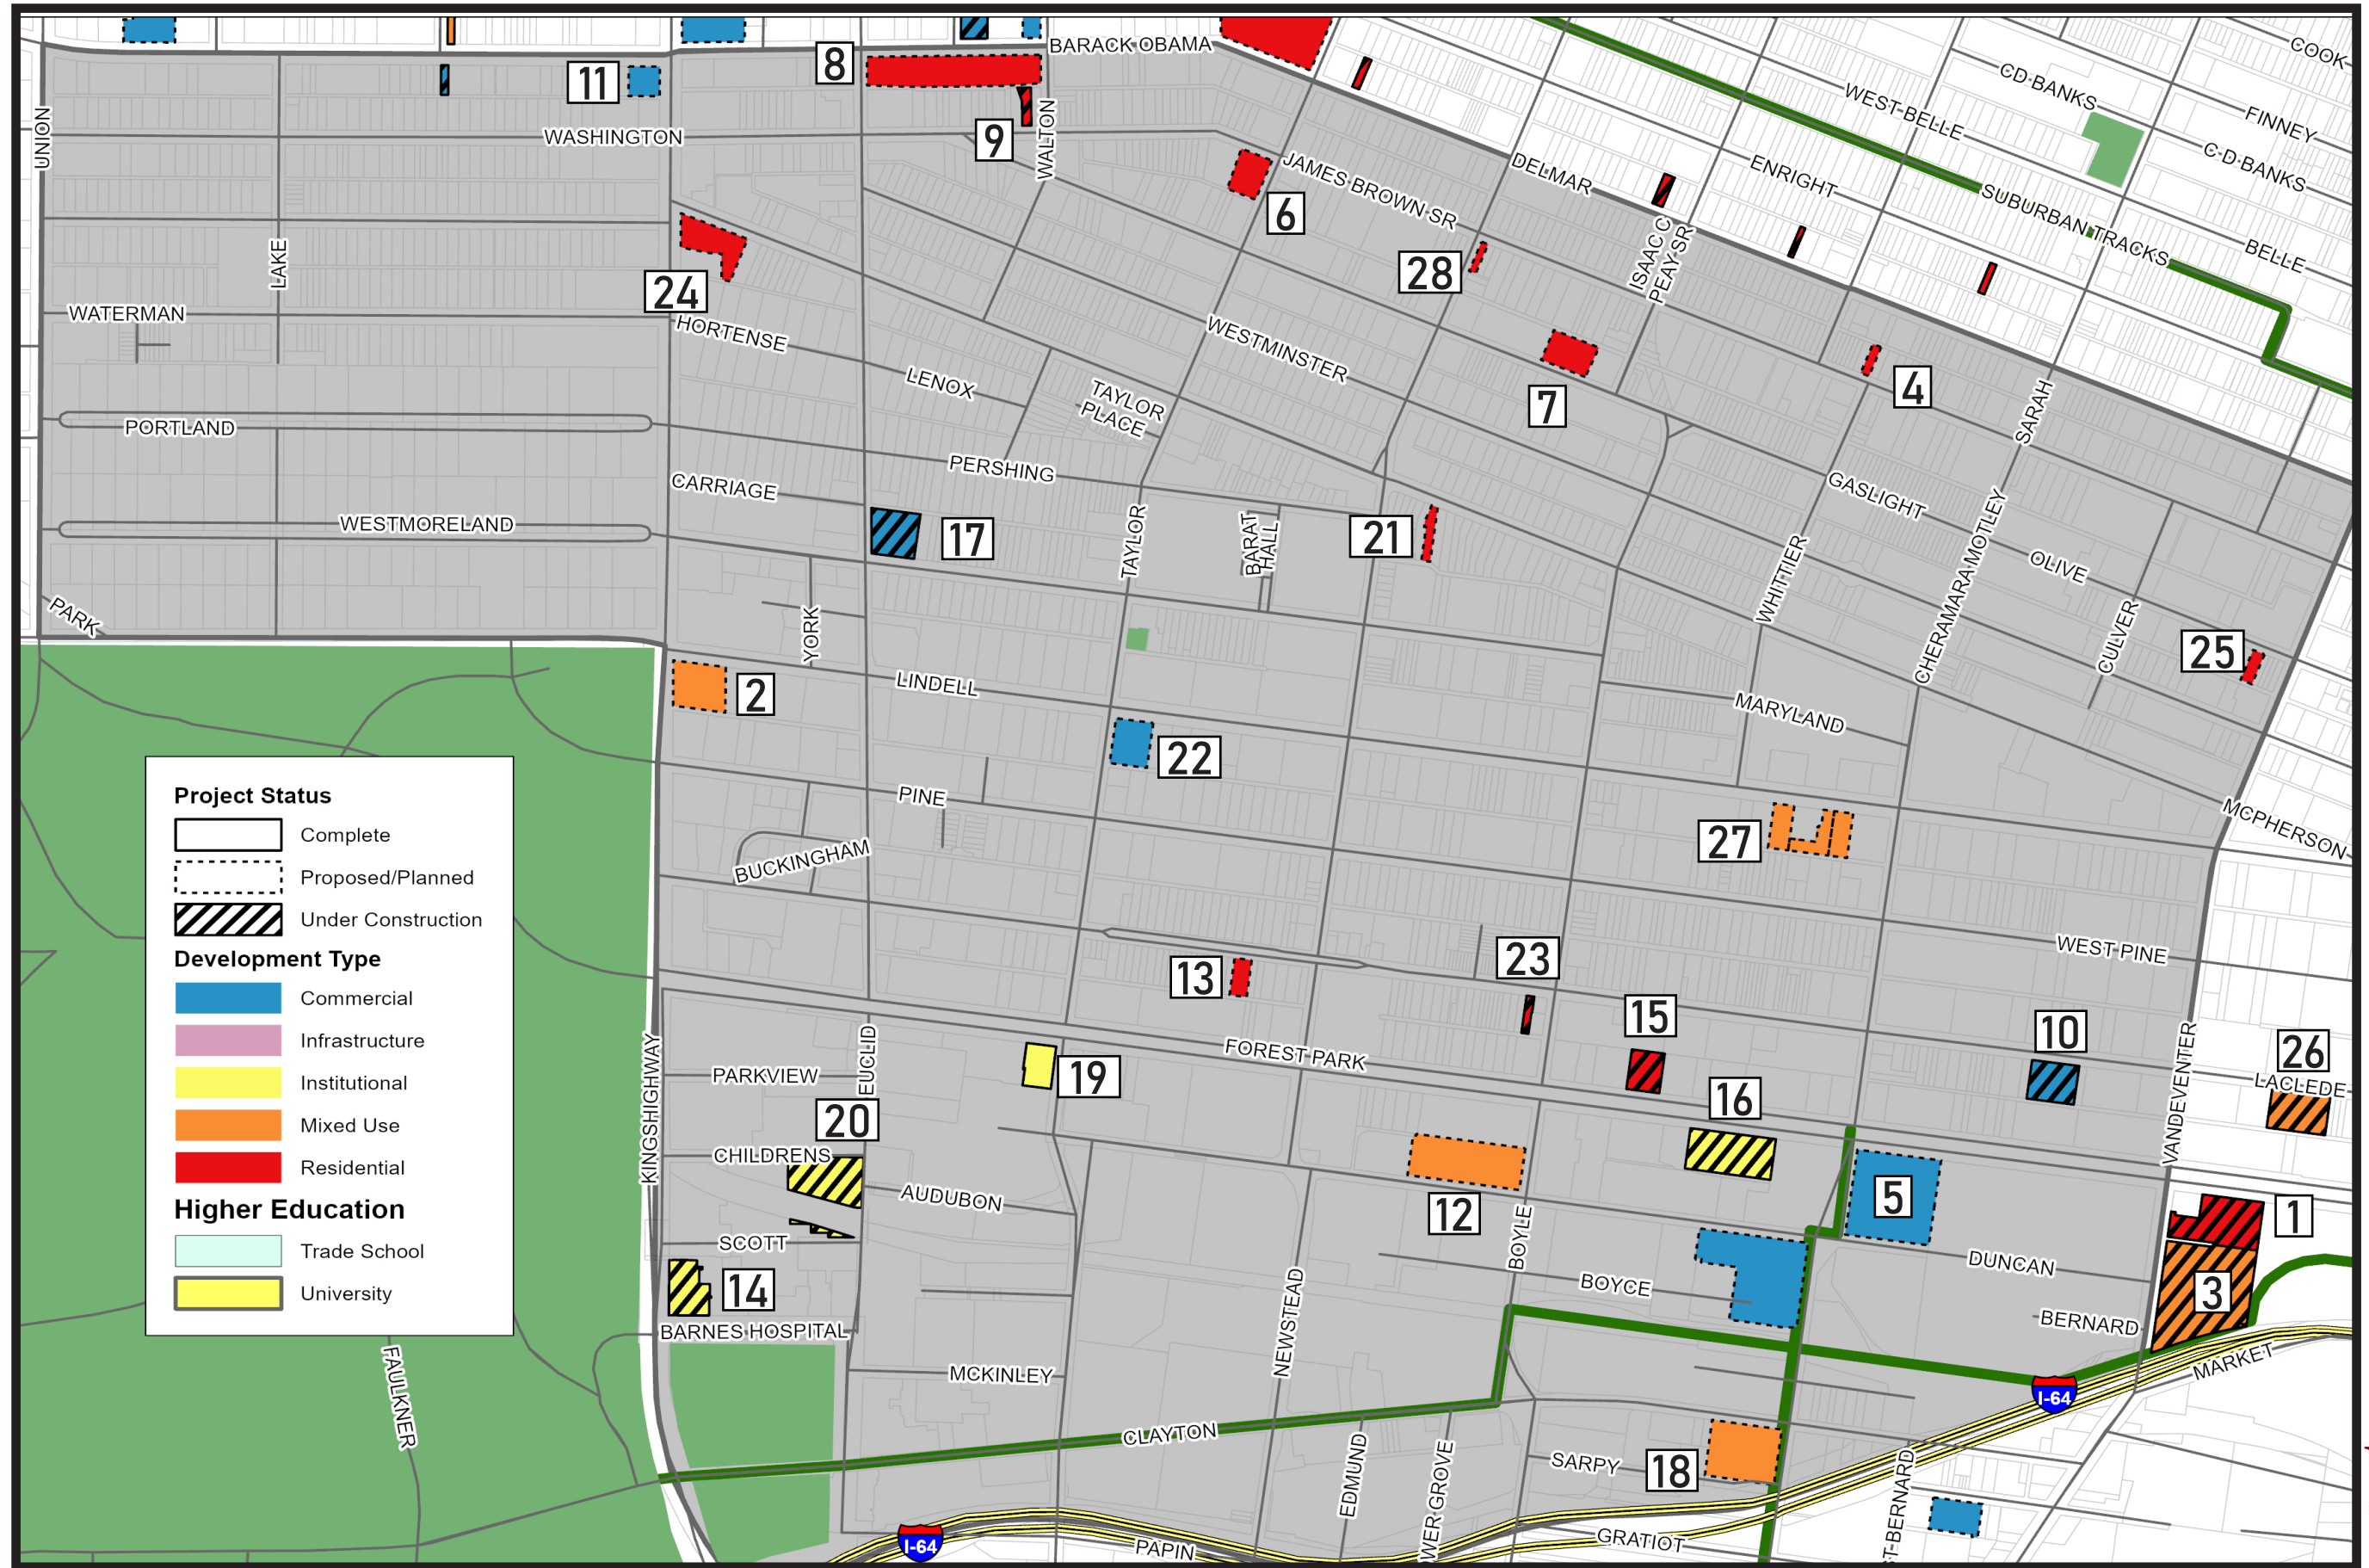 COOK
BARACK OBAMA
8
11
CD BANKS
WEST BELLE
FINNEY
UNION
WASHINGTON
9
WALTON
C D BANKS
JAMES BROWN SR
DELMAR
ENRIGHT
SUBURBAN TRACKS
6
BELLE
LAKE
24
28
ISAAC C
PEAY SR
WATERMAN
HORTENSE
WESTMINSTER
LENOX
TAYLOR
PLACE
7
4
SARAH
PORTLAND
PERSHING
CARRIAGE
GASLIGHT
WESTMORELAND
17
TAYLOR
BARAT
HALL
21
OLIVE
WHITTIER
CHERAMARA MOTLEY
CULVER
PARK
YORK
25
2
LINDELL
MARYLAND
22
PINE
27
MCPHERSON
BUCKINGHAM
WEST PINE
13
23
15
10
26
LACLEDE
FOREST PARK
KINGSHIGHWAY
PARKVIEW
EUCLID
19
16
VANDEVENTER
20
CHILDRENS
AUDUBON
12
BOYLE
5
1
SCOTT
DUNCAN
14
BOYCE
3
BARNES HOSPITAL
NEWSTEAD
BERNARD
MCKINLEY
MARKET
I-64
FAULKNER
CLAYTON
EDMUND
WER GROVE
SARPY
18
ST-BERNARD
I-64
PAPIN
GRATIOT
Project Status
Complete
Proposed/Planned
Under Construction
Development Type
Commercial
Infrastructure
Institutional
Mixed Use
Residential
Higher Education
Trade School
University